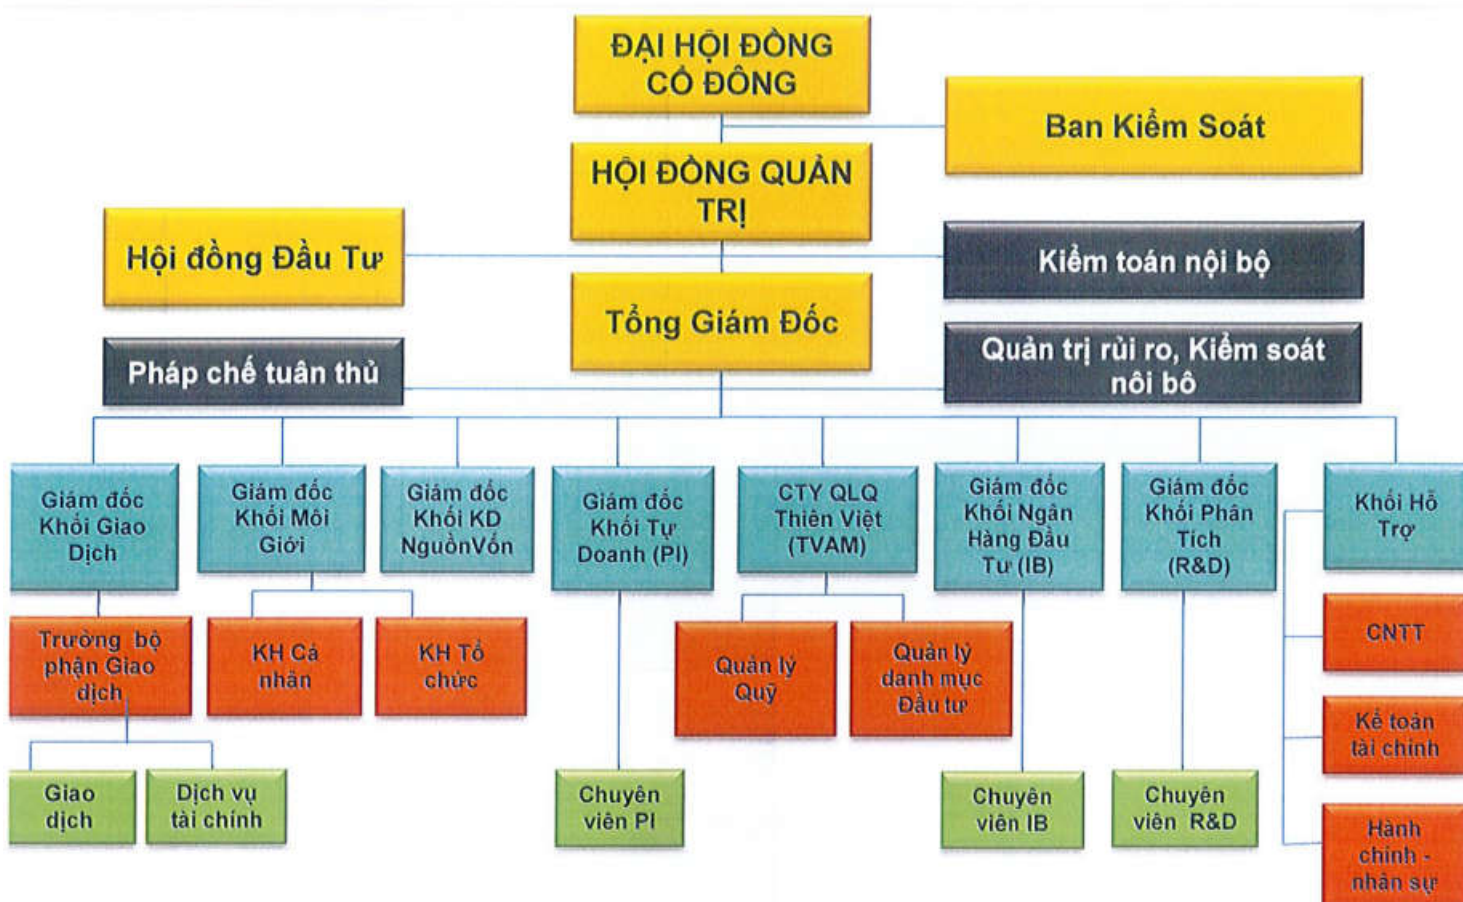 ĐẠI HỘI ĐỒNG
CỔ ĐÔNG
Ban Kiểm Soát
HỘI ĐỒNG QUẢN
TRỊ
Hội đồng Đầu Tư
Kiểm toán nội bộ
Tổng Giám Đốc
Pháp chế tuân thủ
Quản trị rủi ro, Kiểm soát
nôi bô
Giám đốc
Khối Giao
Dịch
Giám đốc
Khối Môi
Giới
Giám đốc
Khối KD
NguồnVốn
Giám đốc
Khối Tự
Doanh (PI)
CTY QLQ
Thiên Việt
(TVAM)
Giám đốc
Khối Ngân
Hàng Đầu
Tư (IB)
Giám đốc
Khối Phân
Tích
(R&D)
Khối Hỗ
Trợ
Trường bộ
phận Giao
dịch
KH Cá
nhân
KH Tổ
chức
Quản lý
Quỹ
Quản lý
danh mục
Đầu tư
CNTT
Kế toán
tài chính
Giao
dịch
Dịch vụ
tài chính
Chuyên
viên PI
Chuyên
viên IB
Chuyên
viên R&D
Hành
chính -
nhân sự